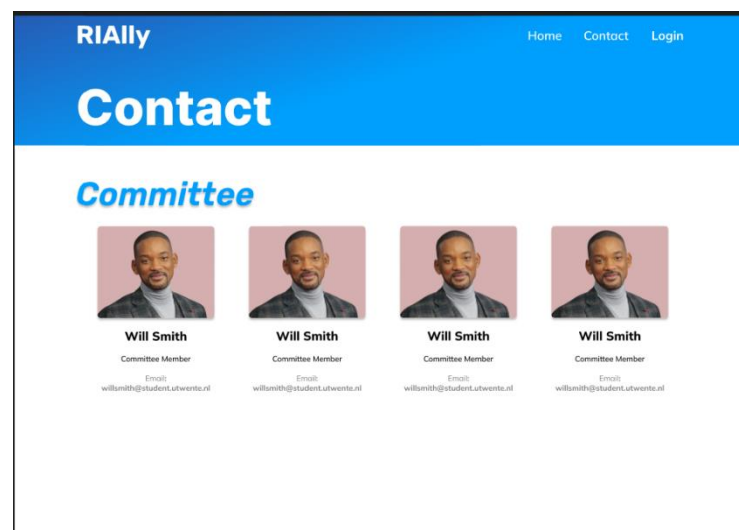 RIAlly
Home Contact Login
Contact
Committee
Will Smith Will Smith Will Smith Will Smith
Committee Member Committee Member Committee Member Committee Member
Email: Email: Email: Email:
willsmith@student.utwente.nl willsmith@student.utwente.nl willsmith@student.utwente.nl willsmith@student.utwente.nl